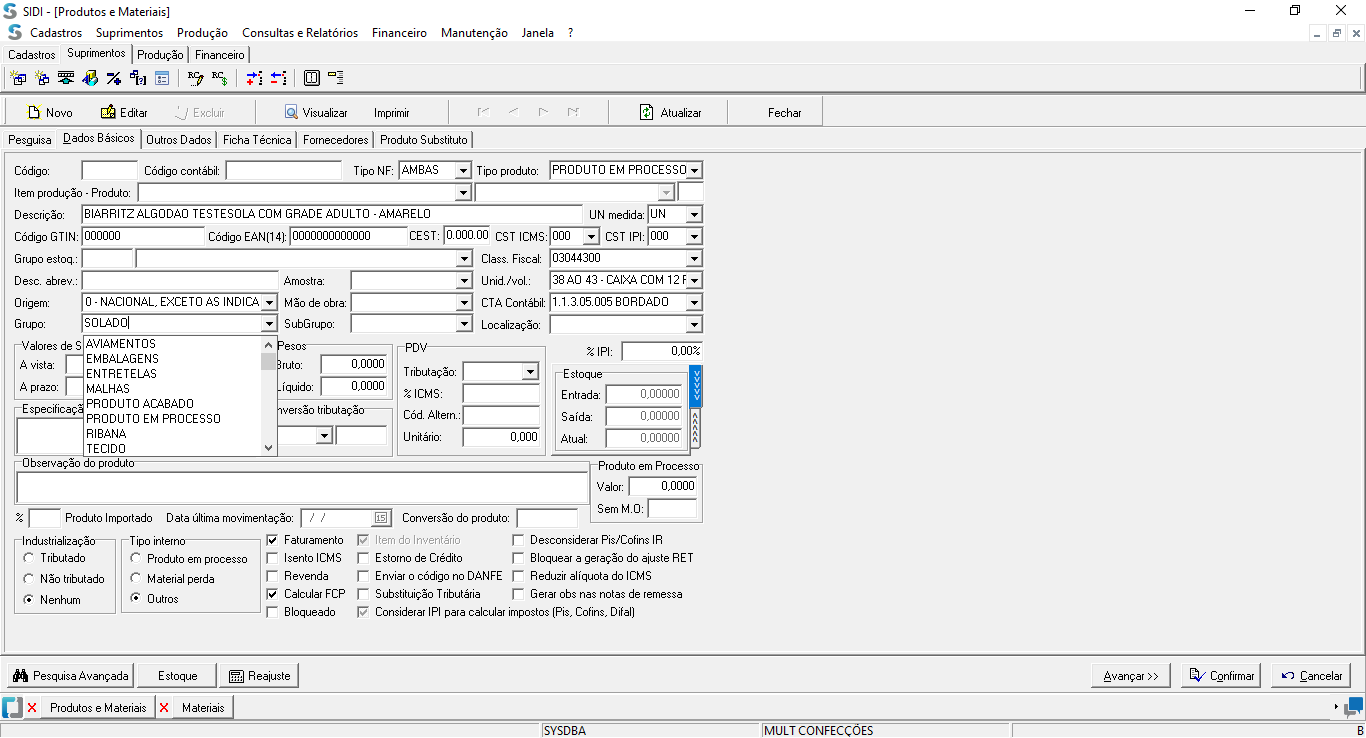 SIDI - [Produtos e Materiais]
Cadastros Suprimentos Produção Consultas e Relatórios Financeiro Manutenção Janela ?
Cadastros Suprimentos Produção Financeiro
Novo Editar Excluir Visualizar Imprimir Atualizar Fechar
Pesquisa Dados Básicos Outros Dados Ficha Técnica Fornecedores Produto Substituto
Código: Código contábil: Tipo NF: AMBAS Tipo produto: PRODUTO EM PROCESSO
Item produção - Produto:
Descrição: BIARRITZ ALGODAO TESTESOLA COM GRADE ADULTO - AMARELO UN medida: UN
Código GTIN: 000000 Código EAN(14): 0000000000000 CEST: 0.000.00 CST ICMS: 000 CST IPI: 000
Grupo estoq.: Class. Fiscal: 03044300
Desc. abrev.: Amostra: Unid./vol.: 38 AO 43 - CAIXA COM 12 F
Origem: 0 - NACIONAL, EXCETO AS INDICA Mão de obra: CTA Contábil: 1.1.3.05.005 BORDADO
Grupo: SOLADO SubGrupo: Localização:
Valores de S Pesos PDV % IPI: 0,00%
AVIAMENTOS
EMBALAGENS
ENTRETELAS
MALHAS
PRODUTO ACABADO
PRODUTO EM PROCESSO
RIBANA
TECIDO
A vista: Bruto: 0,0000 Tributação: Estoque
A prazo: Líquido: 0,0000 % ICMS: Entrada: 0,00000
Especificaçã nversão tributação Cód. Altern.: Saída: 0,00000
Unitário: 0,000 Atual: 0,00000
Observação do produto Produto em Processo
Valor: 0,0000
Sem M.O:
% Produto Importado Data última movimentação: / / 15 Conversão do produto:
Industrialização Tipo interno Faturamento Item do Inventário Desconsiderar Pis/Cofins IR
Tributado Produto em processo Isento ICMS Estorno de Crédito Bloquear a geração do ajuste RET
Não tributado Material perda Revenda Enviar o código no DANFE Reduzir alíquota do ICMS
Nenhum Outros Calcular FCP Substituição Tributária Gerar obs nas notas de remessa
Bloqueado Considerar IPI para calcular impostos (Pis, Cofins, Difal)
Pesquisa Avançada Estoque Reajuste Avançar >> Confirmar Cancelar
Produtos e Materiais Materiais
SYSDBA MULT CONFECÇÕES B